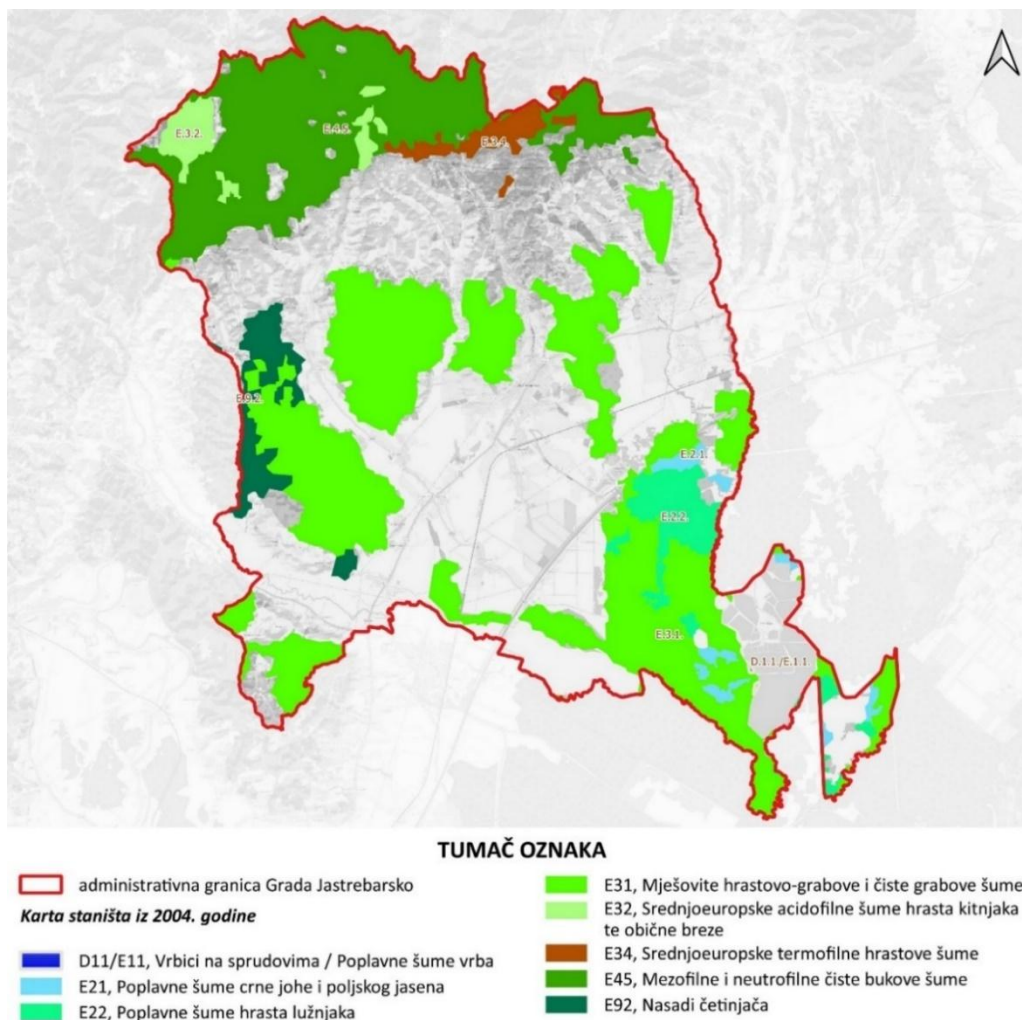 E.3.2.
E.4.5.
E.3.4.
E.9.2.
E.2.1.
E.2.2.
E.3.1.
D.1.1./E.1.1.
TUMAČ OZNAKA
administrativna granica Grada Jastrebarsko
Karta staništa iz 2004. godine
D11/E11, Vrbici na sprudovima / Poplavne šume vrba
E21, Poplavne šume crne johe i poljskog jasena
E22, Poplavne šume hrasta lužnjaka
E31, Mješovite hrastovo-grabove i čiste grabove šume
E32, Srednjoeuropske acidofilne šume hrasta kitnjaka
te obične breze
E34, Srednjoeuropske termofilne hrastove šume
E45, Mezofilne i neutrofilne čiste bukove šume
E92, Nasadi četinjača